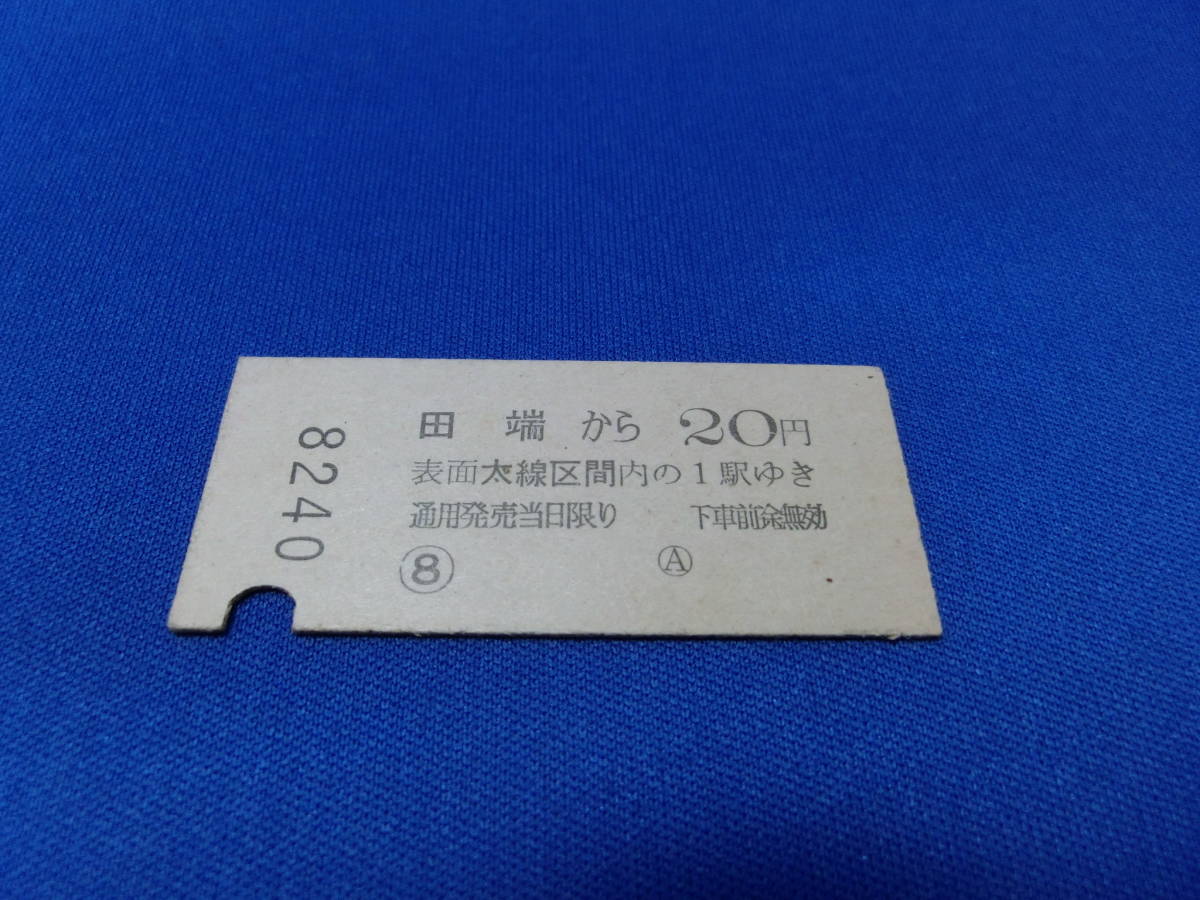 8240
田端から 20円
表面太線区間内の1駅ゆき
通用発売当日限り 下車前途無効
⑧ Ⓐ